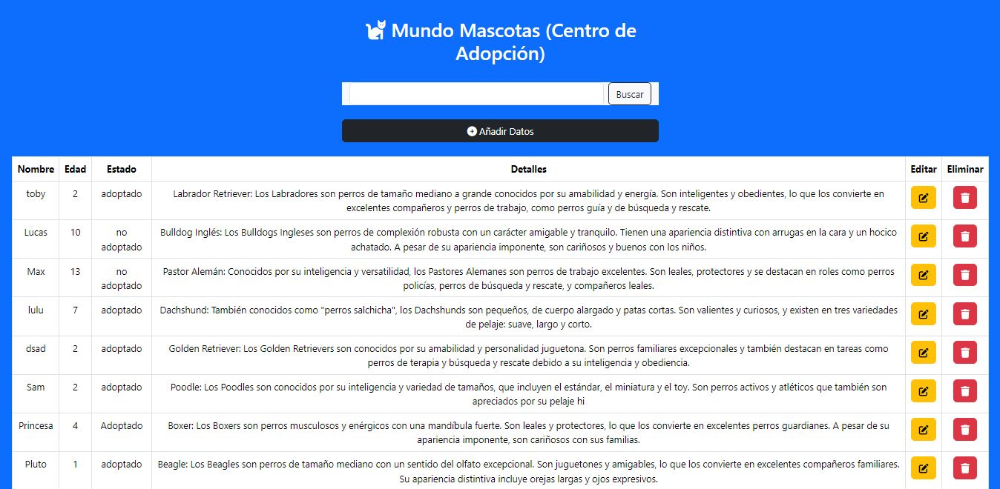 Mundo Mascotas (Centro de
Adopción)
Buscar
Añadir Datos
Nombre Edad Estado Detalles Editar Eliminar
toby 2 adoptado Labrador Retriever: Los Labradores son perros de tamaño mediano a grande conocidos por su amabilidad y energía. Son inteligentes y obedientes, lo que los convierte en
excelentes compañeros y perros de trabajo, como perros guía y de búsqueda y rescate.
Lucas 10 no Bulldog Inglés: Los Bulldogs Ingleses son perros de complexión robusta con un carácter amigable y tranquilo. Tienen una apariencia distintiva con arrugas en la cara y un hocico
adoptado achatado. A pesar de su apariencia imponente, son cariñosos y buenos con los niños.
Max 13 no Pastor Alemán: Conocidos por su inteligencia y versatilidad, los Pastores Alemanes son perros de trabajo excelentes. Son leales, protectores y se destacan en roles como perros
adoptado policías, perros de búsqueda y rescate, y compañeros leales.
lulu 7 adoptado Dachshund: También conocidos como "perros salchicha", los Dachshunds son pequeños, de cuerpo alargado y patas cortas. Son valientes y curiosos, y existen en tres variedades
de pelaje: suave, largo y corto.
dsad 2 adoptado Golden Retriever: Los Golden Retrievers son conocidos por su amabilidad y personalidad juguetona. Son perros familiares excepcionales y también destacan en tareas como
perros de terapia y búsqueda y rescate debido a su inteligencia y obediencia.
Sam 2 adoptado Poodle: Los Poodles son conocidos por su inteligencia y variedad de tamaños, que incluyen el estándar, el miniatura y el toy. Son perros activos y atléticos que también son
apreciados por su pelaje hi
Princesa 4 Adoptado Boxer: Los Boxers son perros musculosos y enérgicos con una mandíbula fuerte. Son leales y protectores, lo que los convierte en excelentes perros guardianes. A pesar de su
apariencia imponente, son cariñosos con sus familias.
Pluto 1 adoptado Beagle: Los Beagles son perros de tamaño mediano con un sentido del olfato excepcional. Son juguetones y amigables, lo que los convierte en excelentes compañeros familiares.
Su apariencia distintiva incluye orejas largas y ojos expresivos.